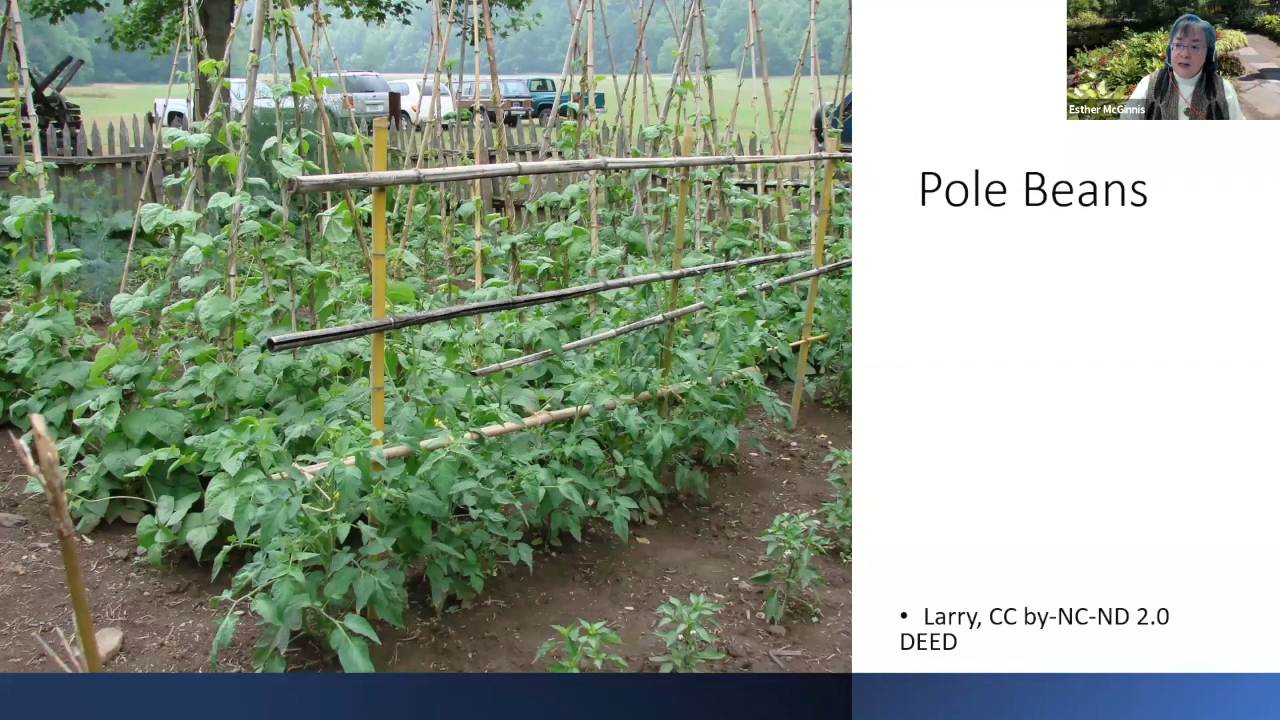 Esther McGinnis
Pole Beans
• Larry, CC by-NC-ND 2.0
DEED